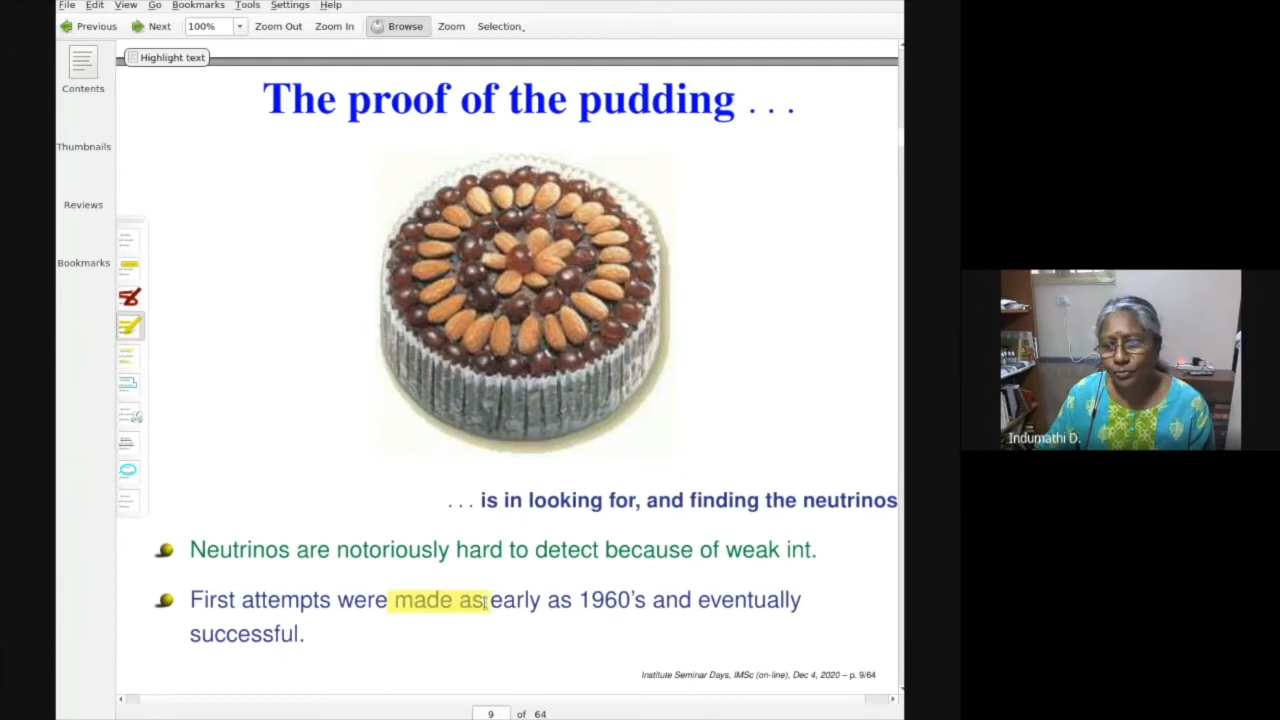 File Edit View Go Bookmarks Tools Settings Help
Previous Next 100% Zoom Out Zoom In Browse Zoom Selection
Highlight text
Contents
Thumbnails
Reviews
Bookmarks
The proof of the pudding . . .
. . . is in looking for, and finding the neutrinos
Neutrinos are notoriously hard to detect because of weak int.
First attempts were made as early as 1960's and eventually
successful.
Institute Seminar Days, IMSc (on-line), Dec 4, 2020 – p. 9/64
9 of 64
Indumathi D.